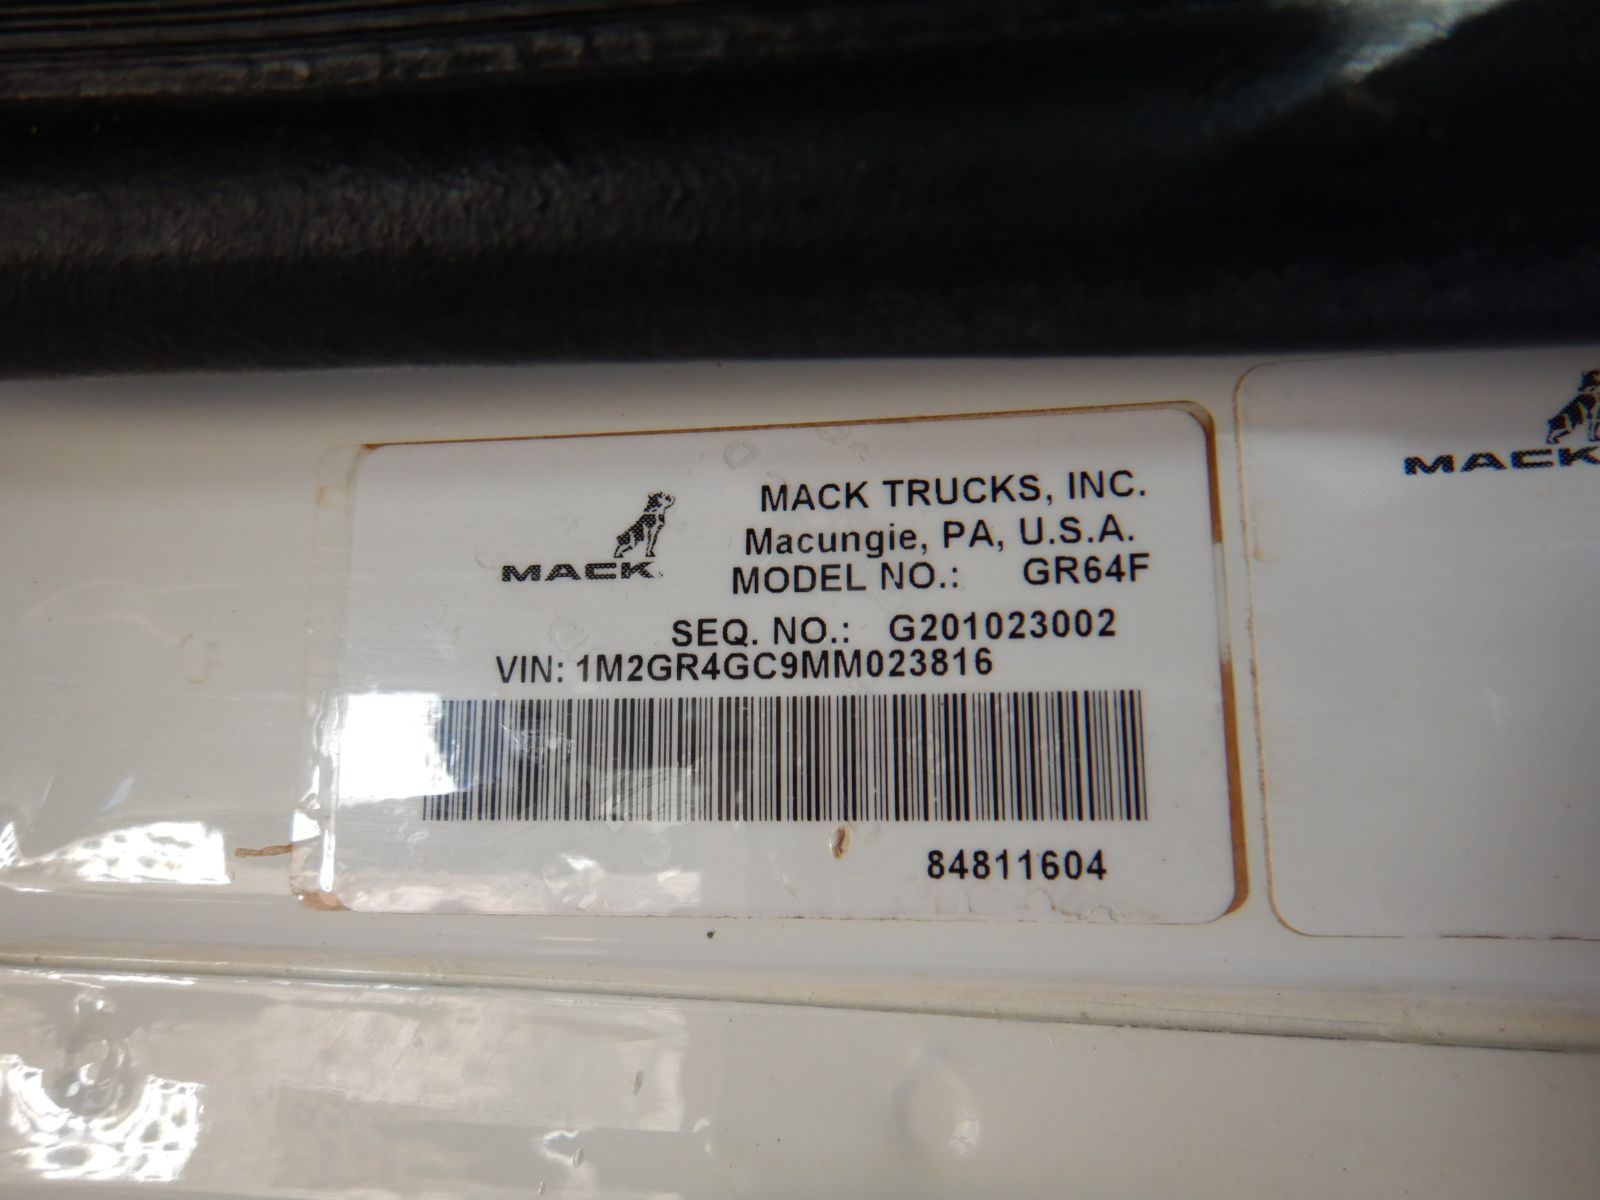 MACK
MACK TRUCKS, INC.
Macungie, PA, U.S.A.
MODEL NO.: GR64F
SEQ. NO.: G201023002
VIN: 1M2GR4GC9MM023816
84811604
MACK